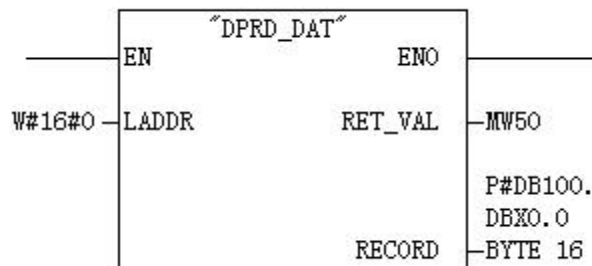 "DPRD_DAT"
EN ENO
W#16#0 LADDR RET_VAL MW50
P#DB100.
DBX0.0
RECORD BYTE 16